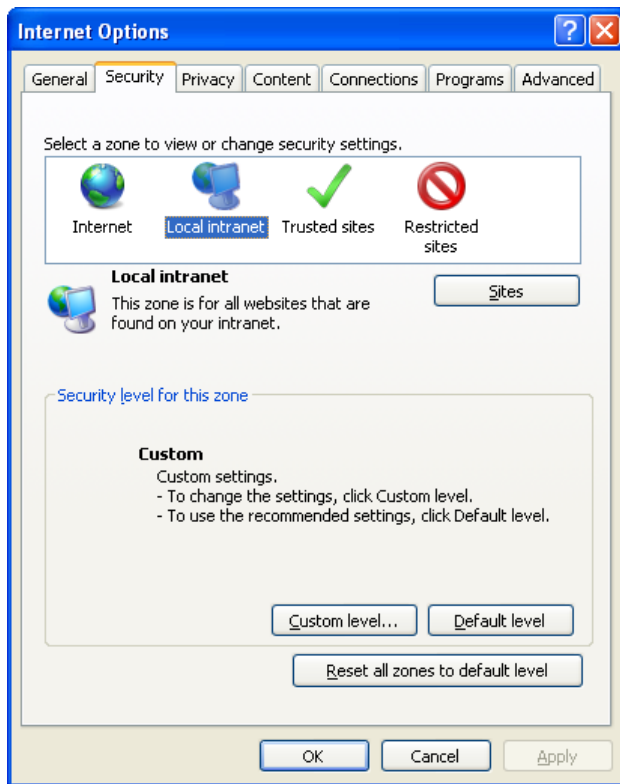 Internet Options
General Security Privacy Content Connections Programs Advanced
Select a zone to view or change security settings.
Internet Local intranet Trusted sites Restricted
sites
Local intranet
This zone is for all websites that are
found on your intranet.
Sites
Security level for this zone
Custom
Custom settings.
- To change the settings, click Custom level.
- To use the recommended settings, click Default level.
Custom level... Default level
Reset all zones to default level
OK Cancel Apply